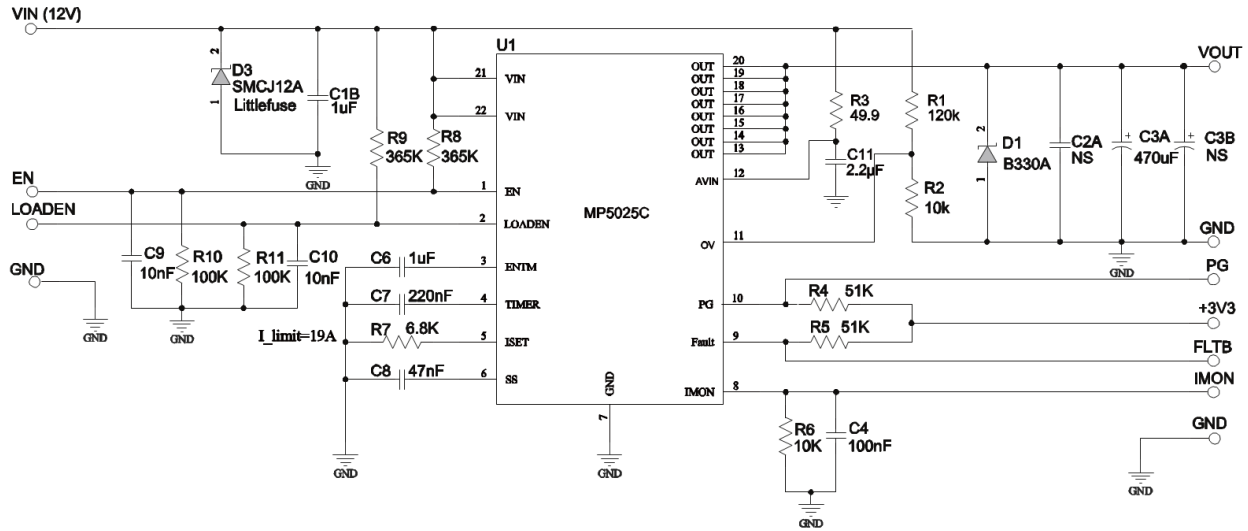 VIN (12V)
U1
2
D3
SMCJ12A
Littlefuse
1
C1B
1uF
GND
R9
365K
R8
365K
21
VIN
22
VIN
EN
1
EN
LOADEN
2
LOADEN
MP5025C
C9
10nF
R10
100K
R11
100K
C10
10nF
GND
GND
GND
C6
1uF
3
ENTM
C7
220nF
4
TIMER
I_limit=19A
R7
6.8K
5
ISET
C8
47nF
6
SS
GND
GND
7
GND
OUT
20
OUT
19
OUT
18
OUT
17
OUT
16
OUT
15
OUT
14
OUT
13
AVIN
12
OV
11
PG
10
Fault
9
IMON
8
R3
49.9
C11
2.2µF
R1
120k
R2
10k
2
D1
B330A
1
C2A
NS
+
C3A
470uF
+
C3B
NS
VOUT
GND
GND
PG
R4
51K
+3V3
R5
51K
FLTB
IMON
R6
10K
C4
100nF
GND
GND
GND